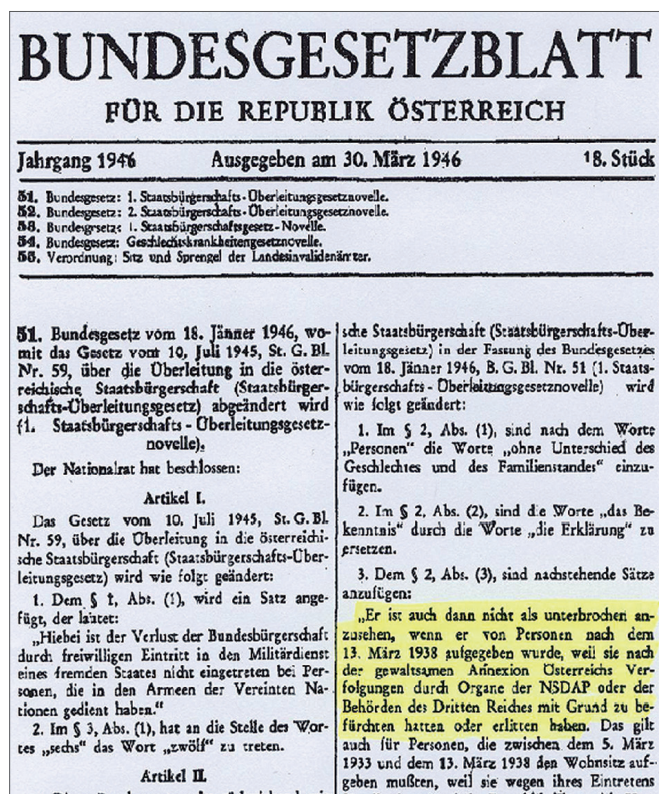 BUNDESGESETZBLATT
FÜR DIE REPUBLIK ÖSTERREICH
Jahrgang 1946 Ausgegeben am 30. März 1946 18. Stück
51. Bundesgesetz: 1. Staatsbürgerschafts-Überleitungsgesetznovelle.
52. Bundesgesetz: 2. Staatsbürgerschafts-Überleitungsgesetznovelle.
53. Bundesgesetz: 1. Staatsbürgerschaftsgesetz-Novelle.
54. Bundesgesetz: Geschlechtskrankheitengesetznovelle.
55. Verordnung: Sitz und Sprengel der Landesinvalidenämter.
51. Bundesgesetz vom 18. Jänner 1946, wo-
mit das Gesetz vom 10. Juli 1945, St. G. Bl.
Nr. 59, über die Überleitung in die öster-
reichische Staatsbürgerschaft (Staatsbürger-
schafts-Überleitungsgesetz) abgeändert wird
(1. Staatsbürgerschafts - Überleitungsgesetz-
novelle).
Der Nationalrat hat beschlossen:
Artikel I.
Das Gesetz vom 10. Juli 1945, St. G. Bl.
Nr. 59, über die Überleitung in die österreichi-
sche Staatsbürgerschaft (Staatsbürgerschafts-Über-
leitungsgesetz) wird wie folgt geändert:
1. Dem § 1, Abs. (1), wird ein Satz ange-
fügt, der lautet:
„Hiebei ist der Verlust der Bundesbürgerschaft
durch freiwilligen Eintritt in den Militärdienst
eines fremden Staates nicht eingetreten bei Per-
sonen, die in den Armeen der Vereinten Na-
tionen gedient haben.“
2. Im § 3, Abs. (1), hat an die Stelle des Wor-
tes „sechs“ das Wort „zwölf“ zu treten.
Artikel II.
sche Staatsbürgerschaft (Staatsbürgerschafts-Über-
leitungsgesetz) in der Fassung des Bundesgesetzes
vom 18. Jänner 1946, B. G. Bl. Nr. 51 (1. Staats-
bürgerschafts - Überleitungsgesetznovelle) wird
wie folgt geändert:
1. Im § 2, Abs. (1), sind nach dem Worte
„Personen“ die Worte „ohne Unterschied des
Geschlechtes und des Familienstandes“ einzu-
fügen.
2. Im § 2, Abs. (2), sind die Worte „das Be-
kenntnis“ durch die Worte „die Erklärung“ zu
ersetzen.
3. Dem § 2, Abs. (3), sind nachstehende Sätze
anzufügen:
„Er ist auch dann nicht als unterbrochen an-
zusehen, wenn er von Personen nach dem
13. März 1938 aufgegeben wurde, weil sie nach
der gewaltsamen Annexion Österreichs Ver-
folgungen durch Organe der NSDAP oder der
Behörden des Dritten Reiches mit Grund zu be-
fürchten hatten oder erlitten haben. Das gilt
auch für Personen, die zwischen dem 5. März
1933 und dem 13. März 1938 den Wohnsitz auf-
geben mußten, weil sie wegen ihres Eintretens